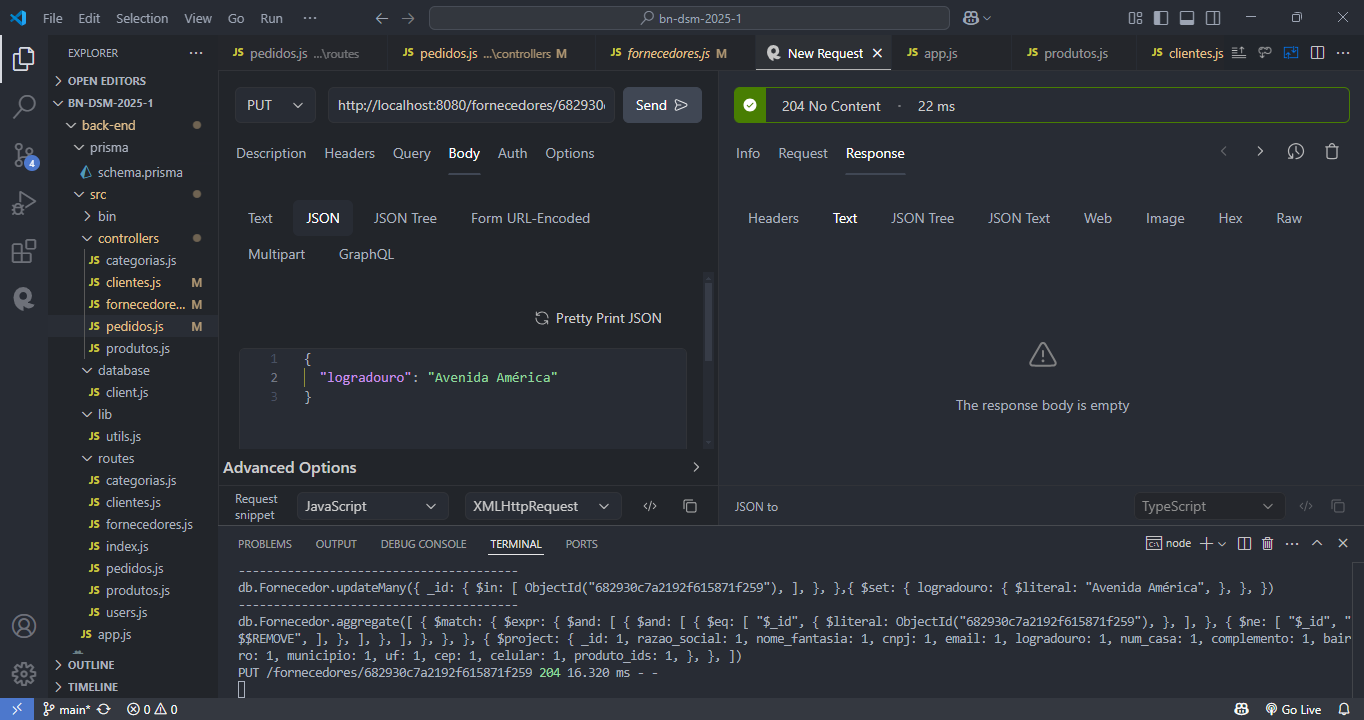 File Edit Selection View Go Run ··· bn-dsm-2025-1
EXPLORER ···
OPEN EDITORS
BN-DSM-2025-1
back-end
prisma
schema.prisma
src
bin
controllers
JS categorias.js
JS clientes.js M
JS fornecedore... M
JS pedidos.js M
JS produtos.js
database
JS client.js
lib
JS utils.js
routes
JS categorias.js
JS clientes.js
JS fornecedores.js
JS index.js
JS pedidos.js
JS produtos.js
JS users.js
JS app.js
OUTLINE
TIMELINE
4
JS pedidos.js ...\routes JS pedidos.js ...\controllers M JS fornecedores.js M New Request JS app.js JS produtos.js JS clientes.js ···
PUT http://localhost:8080/fornecedores/682930 Send
Description Headers Query Body Auth Options
Text JSON JSON Tree Form URL-Encoded
Multipart GraphQL
Pretty Print JSON
1 {
2 "logradouro": "Avenida América"
3 }
Advanced Options
Request snippet JavaScript XMLHttpRequest
204 No Content · 22 ms
Info Request Response
Headers Text JSON Tree JSON Text Web Image Hex Raw
The response body is empty
JSON to TypeScript
PROBLEMS OUTPUT DEBUG CONSOLE TERMINAL PORTS node ···
----------------------------------------
db.Fornecedor.updateMany({ _id: { $in: [ ObjectId("682930c7a2192f615871f259"), ], }, },{ $set: { logradouro: { $literal: "Avenida América", }, }, })
----------------------------------------
db.Fornecedor.aggregate([ { $match: { $expr: { $and: [ { $and: [ { $eq: [ "$_id", { $literal: ObjectId("682930c7a2192f615871f259"), }, ], }, { $ne: [ "$_id", "
$$REMOVE", ], }, ], }, ], }, }, }, { $project: { _id: 1, razao_social: 1, nome_fantasia: 1, cnpj: 1, email: 1, logradouro: 1, num_casa: 1, complemento: 1, bair
ro: 1, municipio: 1, uf: 1, cep: 1, celular: 1, produto_ids: 1, }, }, ])
PUT /fornecedores/682930c7a2192f615871f259 204 16.320 ms - -
main* 0 0 Go Live